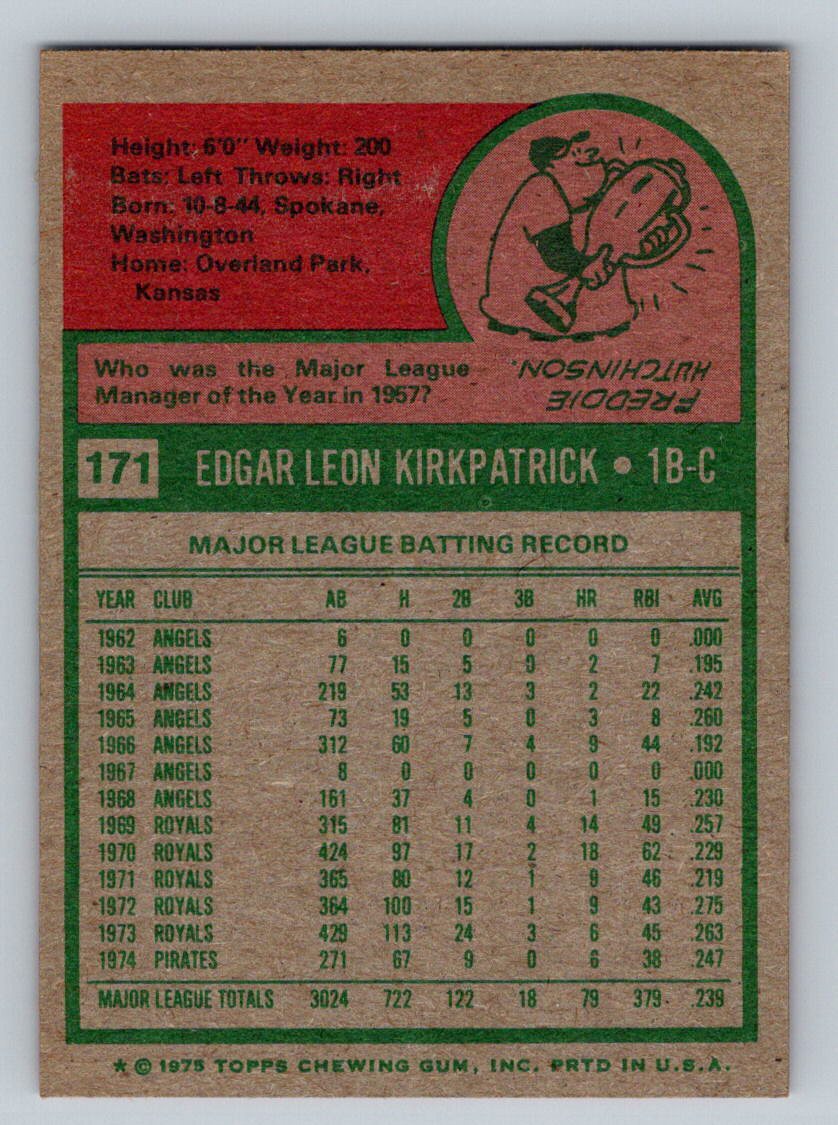 Height: 6'0" Weight: 200
Bats: Left Throws: Right
Born: 10-8-44, Spokane,
Washington
Home: Overland Park,
Kansas
Who was the Major League
Manager of the Year in 1957?
FREDDIE
HUTCHINSON.
171 EDGAR LEON KIRKPATRICK • 1B-C
MAJOR LEAGUE BATTING RECORD
YEAR CLUB AB H 2B 3B HR RBI AVG
1962 ANGELS 6 0 0 0 0 0 .000
1963 ANGELS 77 15 5 0 2 7 .195
1964 ANGELS 219 53 13 3 2 22 .242
1965 ANGELS 73 19 5 0 3 8 .260
1966 ANGELS 312 60 7 4 9 44 .192
1967 ANGELS 8 0 0 0 0 0 .000
1968 ANGELS 161 37 4 0 1 15 .230
1969 ROYALS 315 81 11 4 14 49 .257
1970 ROYALS 424 97 17 2 18 62 .229
1971 ROYALS 365 80 12 1 9 46 .219
1972 ROYALS 364 100 15 1 9 43 .275
1973 ROYALS 429 113 24 3 6 45 .263
1974 PIRATES 271 67 9 0 6 38 .247
MAJOR LEAGUE TOTALS 3024 722 122 18 79 379 .239
★ © 1975 TOPPS CHEWING GUM, INC. PRTD IN U.S.A.